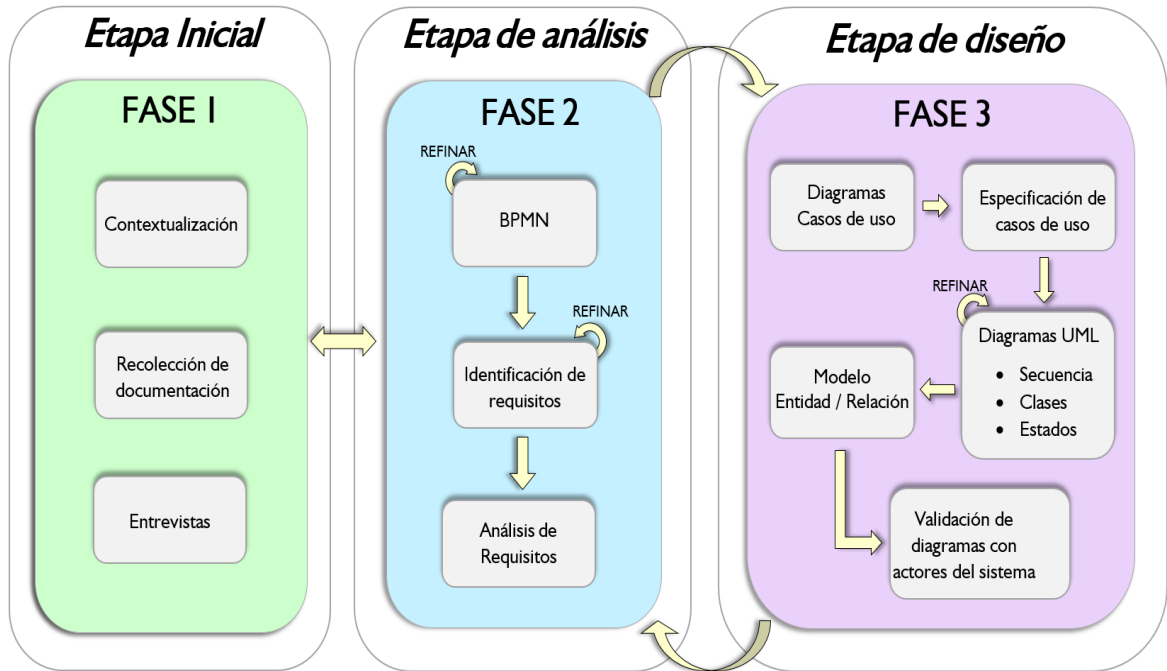 Etapa Inicial
FASE I
Contextualización
Recolección de
documentación
Entrevistas
Etapa de análisis
FASE 2
REFINAR
BPMN
REFINAR
Identificación de
requisitos
Análisis de
Requisitos
Etapa de diseño
FASE 3
Diagramas
Casos de uso
Especificación de
casos de uso
REFINAR
Diagramas UML
• Secuencia
• Clases
• Estados
Modelo
Entidad / Relación
Validación de
diagramas con
actores del sistema